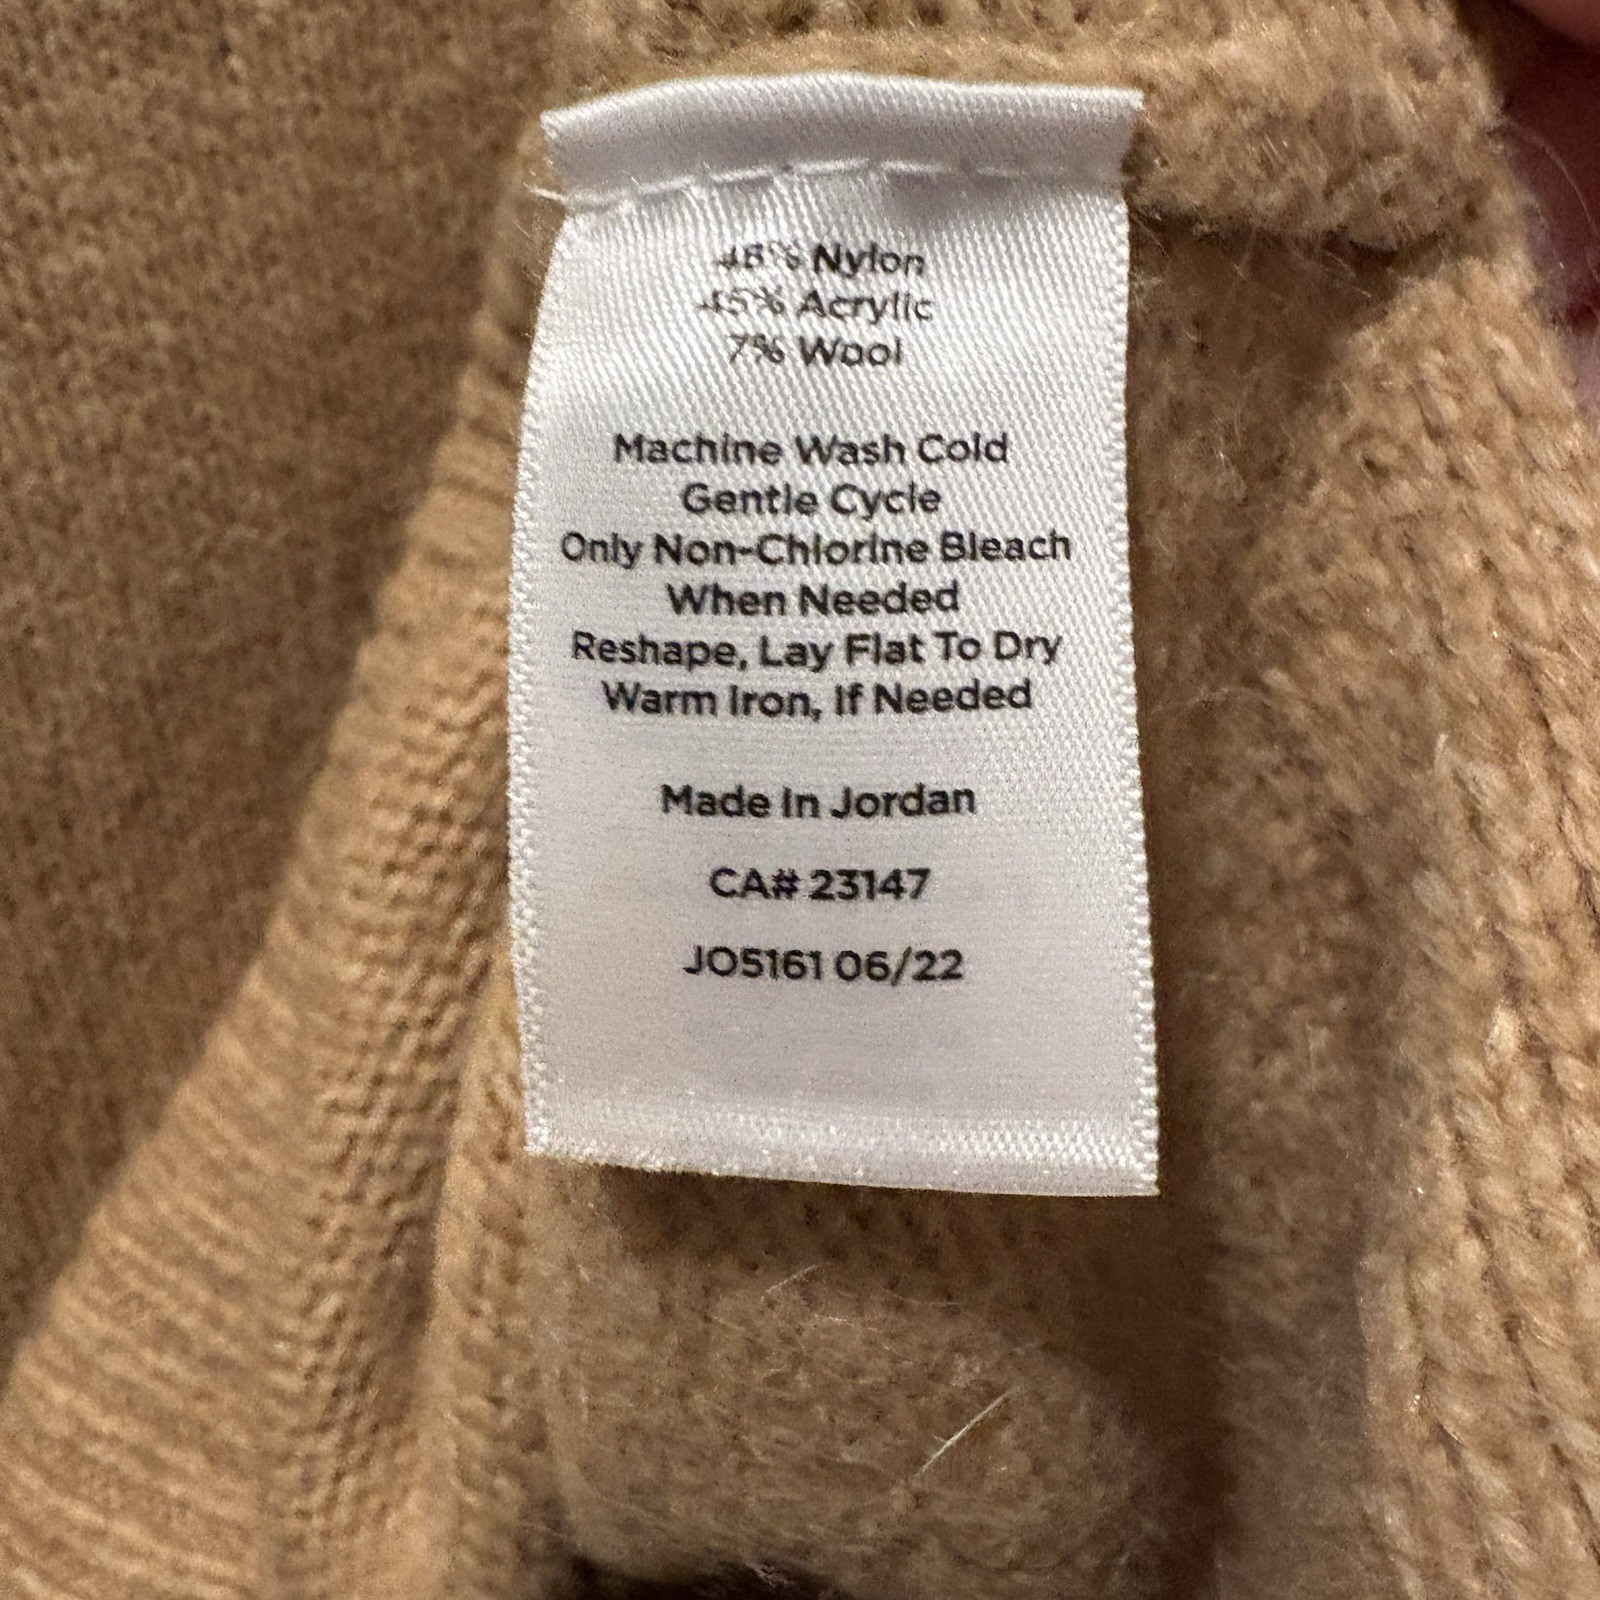 48% Nylon
45% Acrylic
7% Wool
Machine Wash Cold
Gentle Cycle
Only Non-Chlorine Bleach
When Needed
Reshape, Lay Flat To Dry
Warm Iron, If Needed
Made In Jordan
CA# 23147
JO5161 06/22